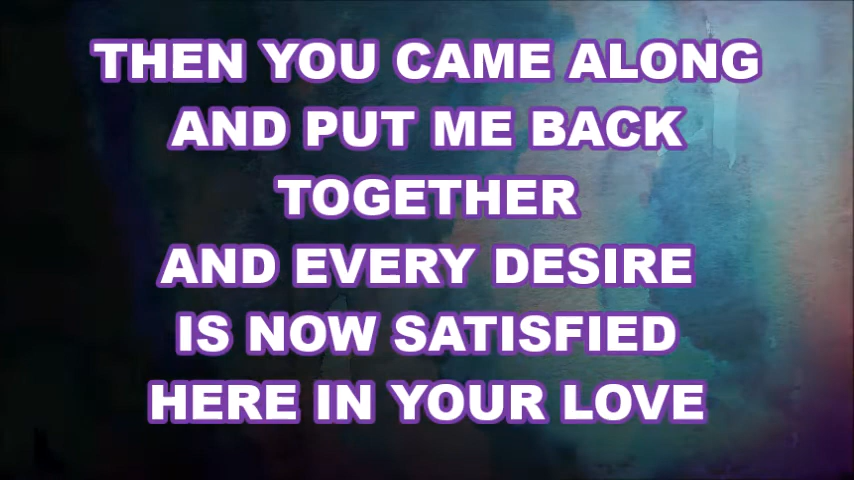 THEN YOU CAME ALONG
AND PUT ME BACK
TOGETHER
AND EVERY DESIRE
IS NOW SATISFIED
HERE IN YOUR LOVE